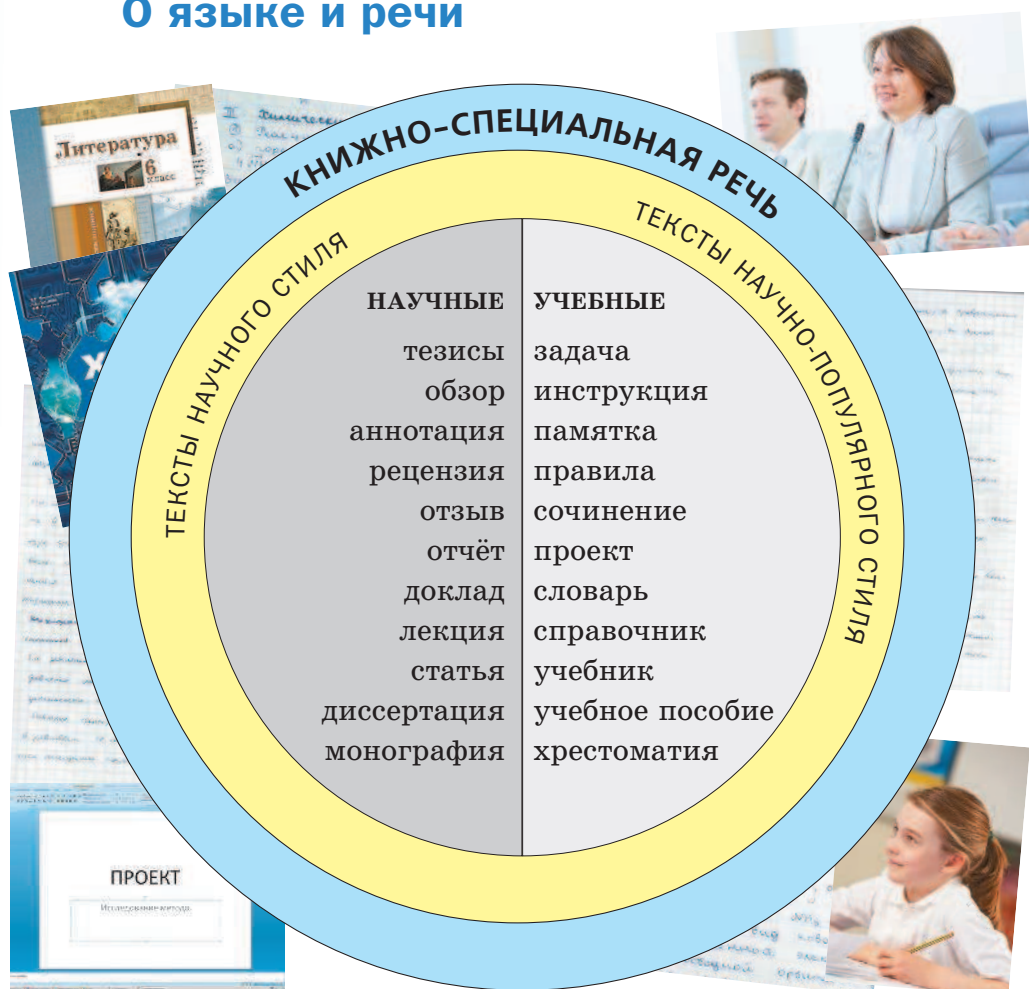 О языке и речи
Литература
6
класс
КНИЖНО-СПЕЦИАЛЬНАЯ РЕЧЬ
ТЕКСТЫ НАУЧНОГО СТИЛЯ
ТЕКСТЫ НАУЧНО-ПОПУЛЯРНОГО СТИЛЯ
НАУЧНЫЕ
тезисы
обзор
аннотация
рецензия
отзыв
отчёт
доклад
лекция
статья
диссертация
монография
УЧЕБНЫЕ
задача
инструкция
памятка
правила
сочинение
проект
словарь
справочник
учебник
учебное пособие
хрестоматия
ПРОЕКТ
Исследование метода